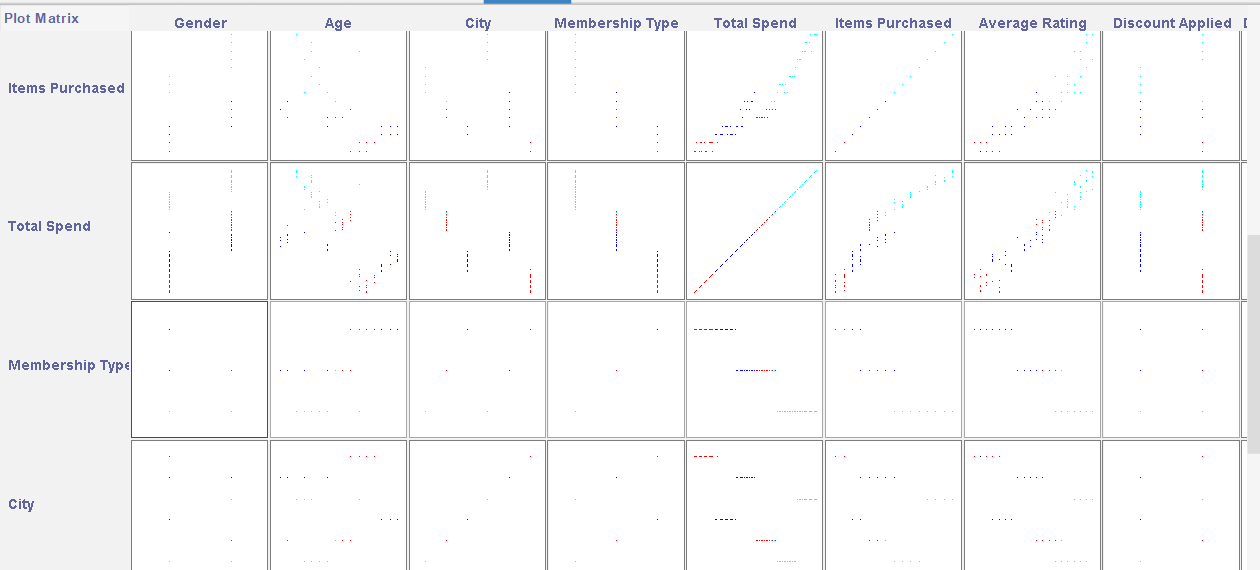 Plot Matrix
Gender Age City Membership Type Total Spend Items Purchased Average Rating Discount Applied
Items Purchased
Total Spend
Membership Type
City